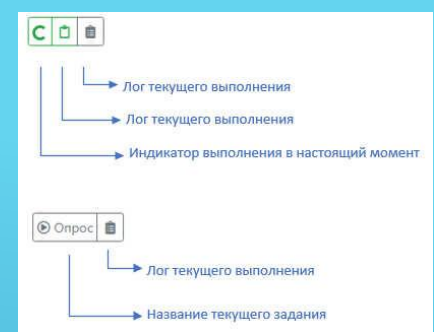 Лог текущего выполнения
Лог текущего выполнения
Индикатор выполнения в настоящий момент
Опрос
Лог текущего выполнения
Название текущего задания